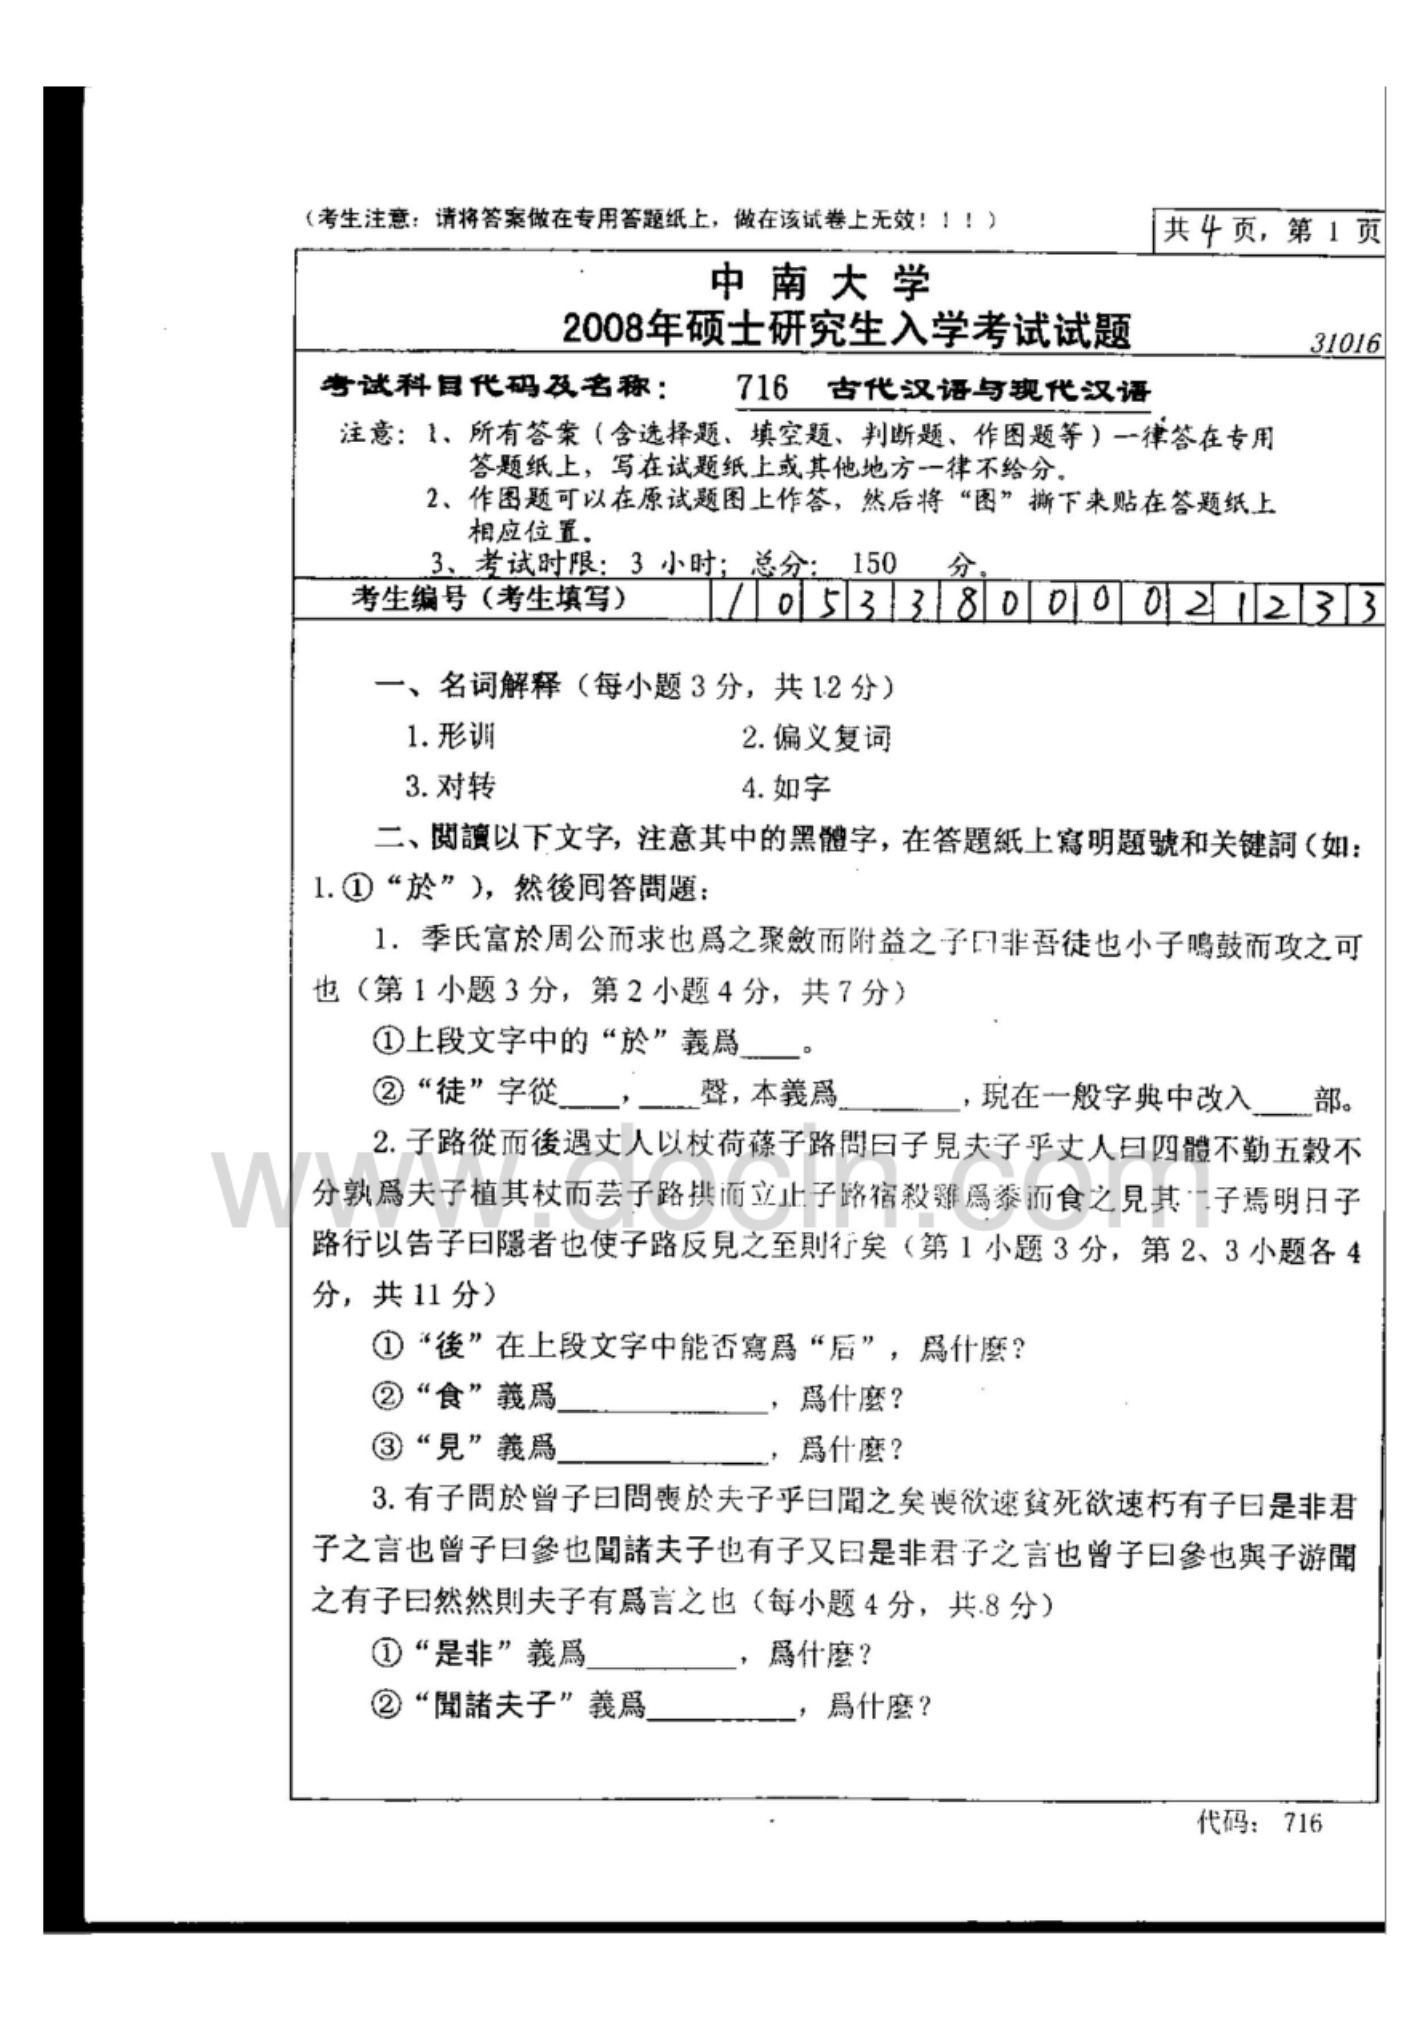 （考生注意：请将答案做在专用答题纸上，做在该试卷上无效！！！）
共4页，第1页
中南大学
2008年硕士研究生入学考试试题
31016
考试科目代码及名称： 716 古代汉语与现代汉语
注意：1、所有答案（含选择题、填空题、判断题、作图题等）一律答在专用
答题纸上，写在试题纸上或其他地方一律不给分。
2、作图题可以在原试题图上作答，然后将“图”撕下来贴在答题纸上
相应位置。
3、考试时限：3 小时；总分： 150 分。
考生编号（考生填写） 105338000021233
一、名词解释（每小题3分，共12分）
1.形训 2.偏义复词
3.对转 4.如字
二、閲讀以下文字，注意其中的黑體字，在答題紙上寫明題號和关键詞（如：
1.①“於”），然後回答問題：
1．季氏富於周公而求也爲之聚斂而附益之子曰非吾徒也小子鳴鼓而攻之可
也（第1小题3分，第2小题4分，共7分）
①上段文字中的“於”義爲____。
②“徒”字從____，____聲，本義爲________，現在一般字典中改入____部。
2.子路從而後遇丈人以杖荷蓧子路問曰子見夫子乎丈人曰四體不勤五穀不
分孰爲夫子植其杖而芸子路拱而立止子路宿殺雞爲黍而食之見其二子焉明日子
路行以告子曰隱者也使子路反見之至則行矣（第1小题3分，第2、3小题各4
分，共11分）
①“後”在上段文字中能否寫爲“后”，爲什麽？
②“食”義爲______________，爲什麽？
③“見”義爲______________，爲什麽？
3.有子問於曾子曰問喪於夫子乎曰聞之矣喪欲速貧死欲速朽有子曰是非君
子之言也曾子曰參也聞諸夫子也有子又曰是非君子之言也曾子曰參也與子游聞
之有子曰然然則夫子有爲言之也（每小题4分，共8分）
①“是非”義爲__________，爲什麽？
②“聞諸夫子”義爲__________，爲什麽？
代码： 716
www.docin.com